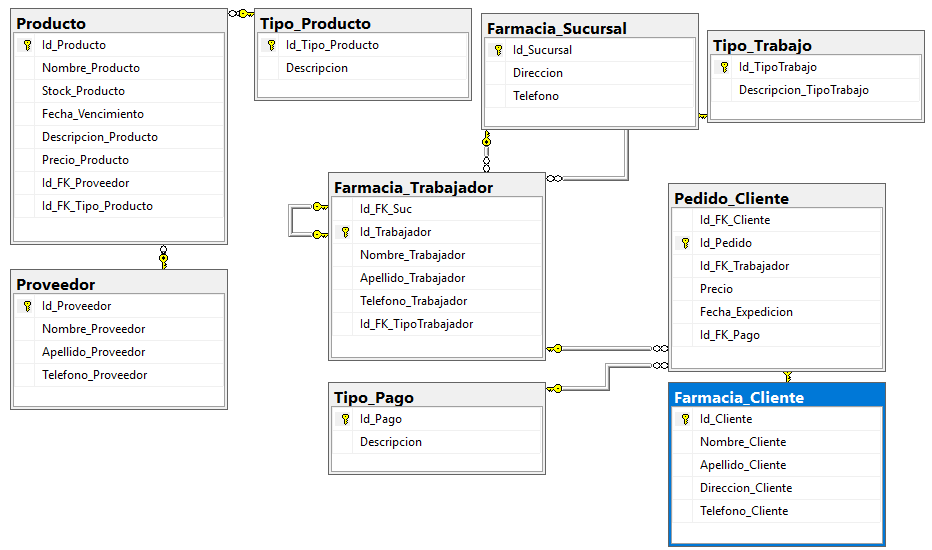 Producto
Id_Producto
Nombre_Producto
Stock_Producto
Fecha_Vencimiento
Descripcion_Producto
Precio_Producto
Id_FK_Proveedor
Id_FK_Tipo_Producto
Tipo_Producto
Id_Tipo_Producto
Descripcion
Farmacia_Sucursal
Id_Sucursal
Direccion
Telefono
Tipo_Trabajo
Id_TipoTrabajo
Descripcion_TipoTrabajo
Farmacia_Trabajador
Id_FK_Suc
Id_Trabajador
Nombre_Trabajador
Apellido_Trabajador
Telefono_Trabajador
Id_FK_TipoTrabajador
Pedido_Cliente
Id_FK_Cliente
Id_Pedido
Id_FK_Trabajador
Precio
Fecha_Expedicion
Id_FK_Pago
Proveedor
Id_Proveedor
Nombre_Proveedor
Apellido_Proveedor
Telefono_Proveedor
Tipo_Pago
Id_Pago
Descripcion
Farmacia_Cliente
Id_Cliente
Nombre_Cliente
Apellido_Cliente
Direccion_Cliente
Telefono_Cliente